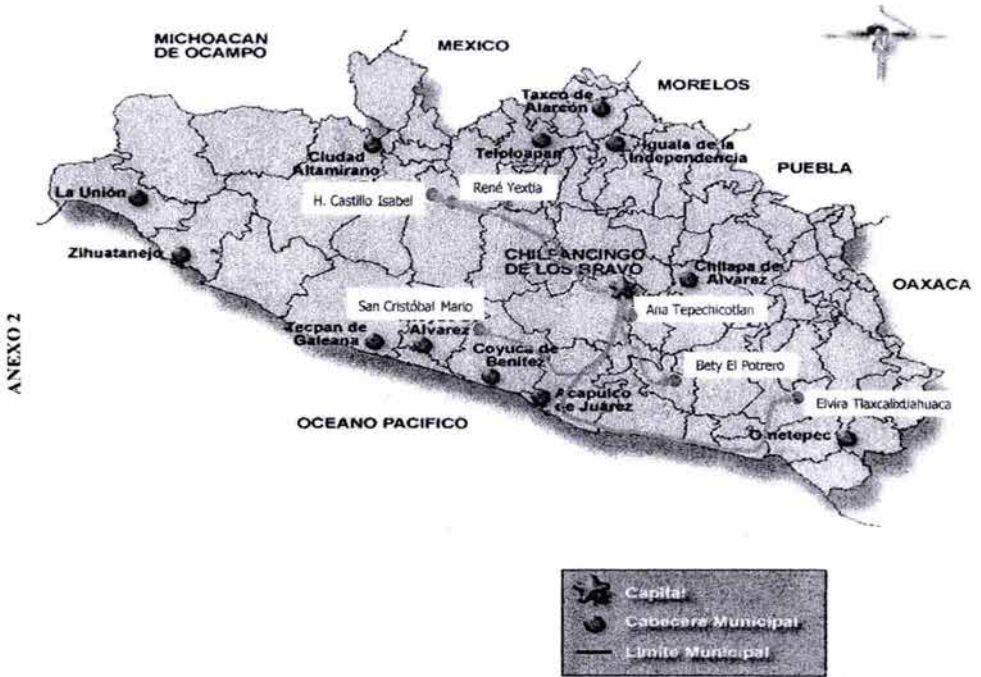 ANEXO 2
MICHOACAN
DE OCAMPO
MEXICO
MORELOS
Taxco de
Alarcón
Teloloapan
Iguala de la
Independencia
PUEBLA
Ciudad
Altamirano
La Unión
H. Castillo Isabel
René Yextla
Zihuatanejo
CHILPANCINGO
DE LOS BRAVO
Chilapa de
Alvarez
OAXACA
San Cristóbal Mario
Ana Tepechicotlan
Tecpan de
Galeana
Alvarez
Coyuca de
Benítez
Bety El Potrero
Acapulco
de Juárez
Elvira Tlaxcalixtlahuaca
OCEANO PACIFICO
Ometepec
Capital
Cabecera Municipal
Limite Municipal